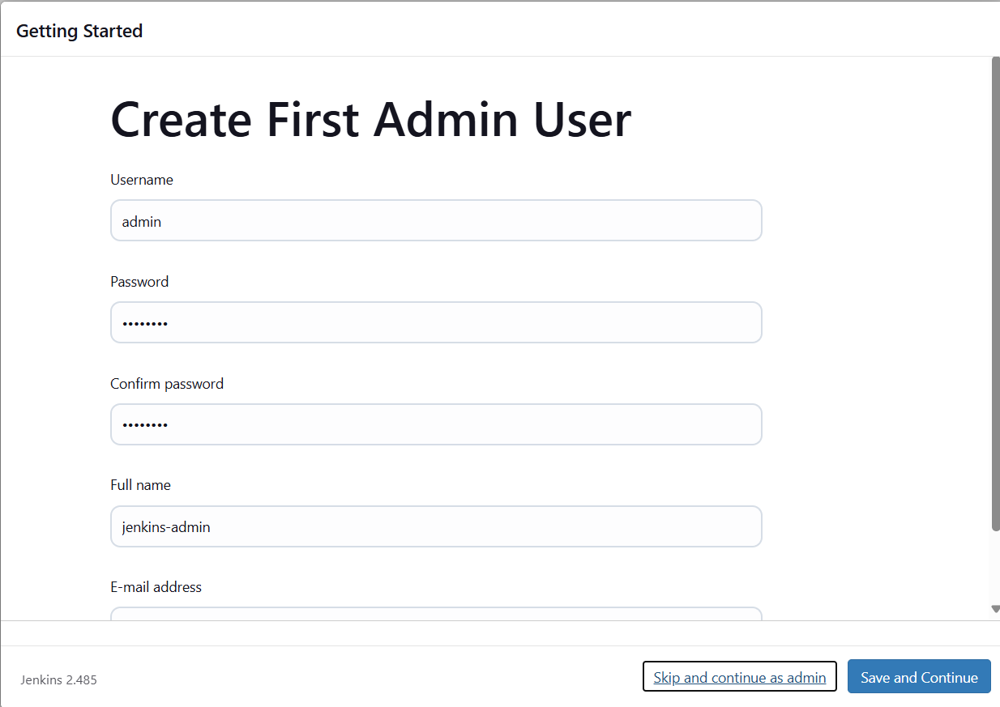 Getting Started
Create First Admin User
Username
admin
Password
••••••••
Confirm password
••••••••
Full name
jenkins-admin
E-mail address
Jenkins 2.485
Skip and continue as admin
Save and Continue